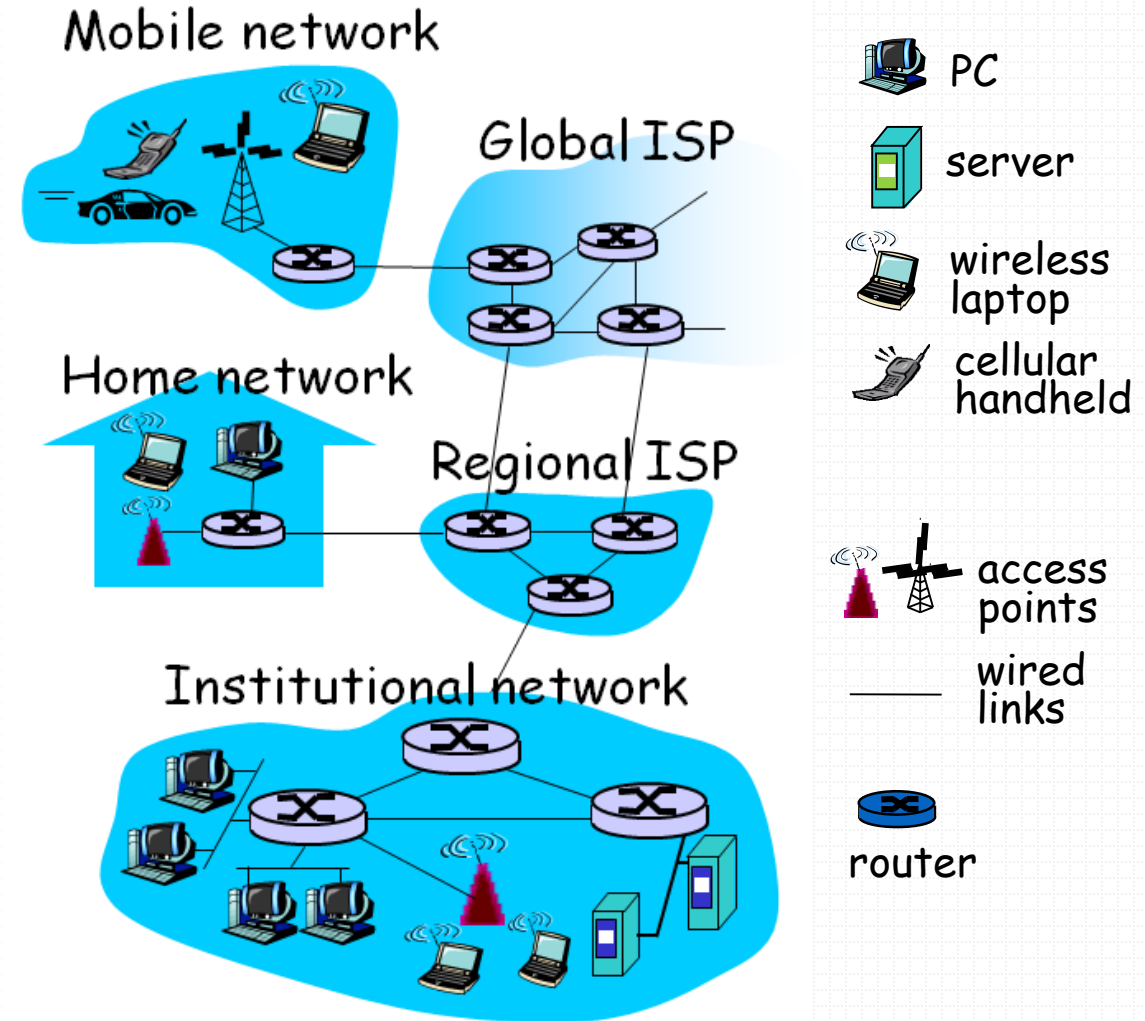 Mobile network
Global ISP
Home network
Regional ISP
Institutional network
PC
server
wireless
laptop
cellular
handheld
access
points
wired
links
router